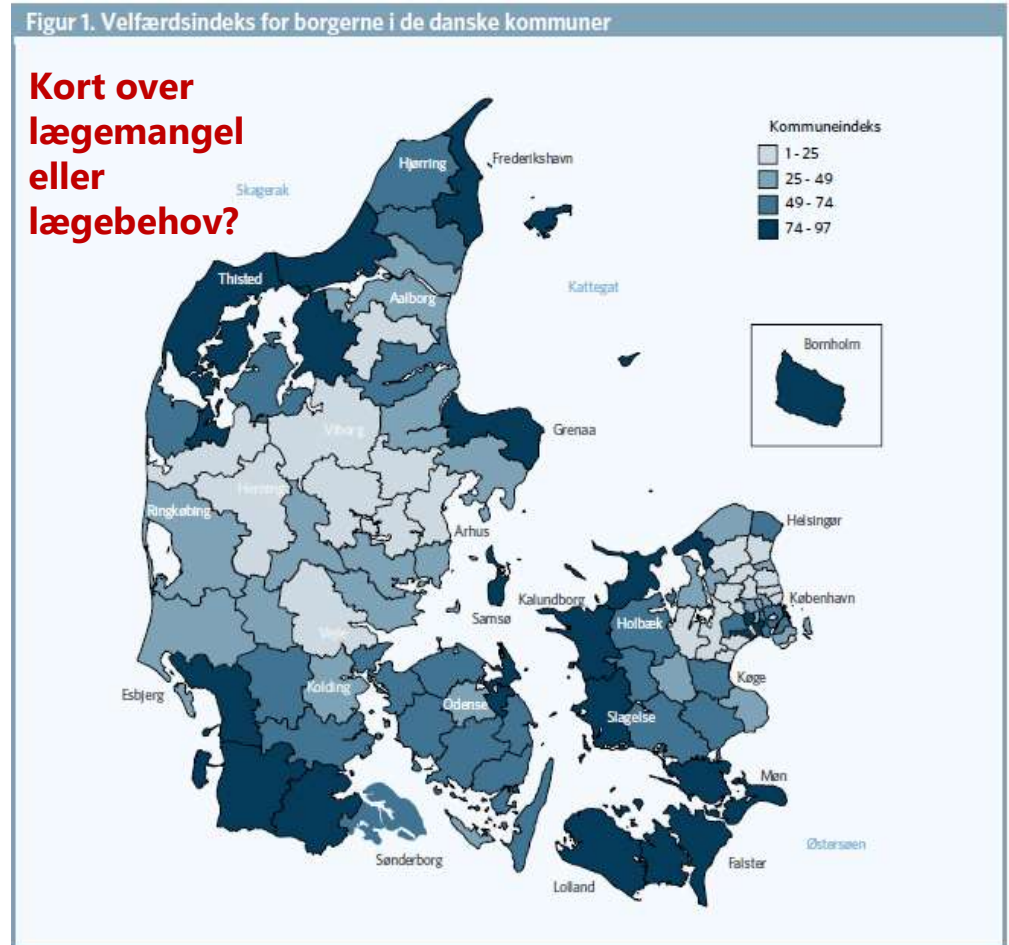 Figur 1. Velfærdsindeks for borgerne i de danske kommuner
Kort over
lægemangel
eller
lægebehov?
Kommuneindeks
1 - 25
25 - 49
49 - 74
74 - 97
Hjørring
Frederikshavn
Skagerak
Thisted
Aalborg
Kattegat
Bornholm
Viborg
Grenaa
Herning
Ringkøbing
Århus
Helsingør
Samsø
Kalundborg
København
Holbæk
Vejle
Køge
Esbjerg
Kolding
Odense
Slagelse
Møn
Østersøen
Sønderborg
Falster
Lolland